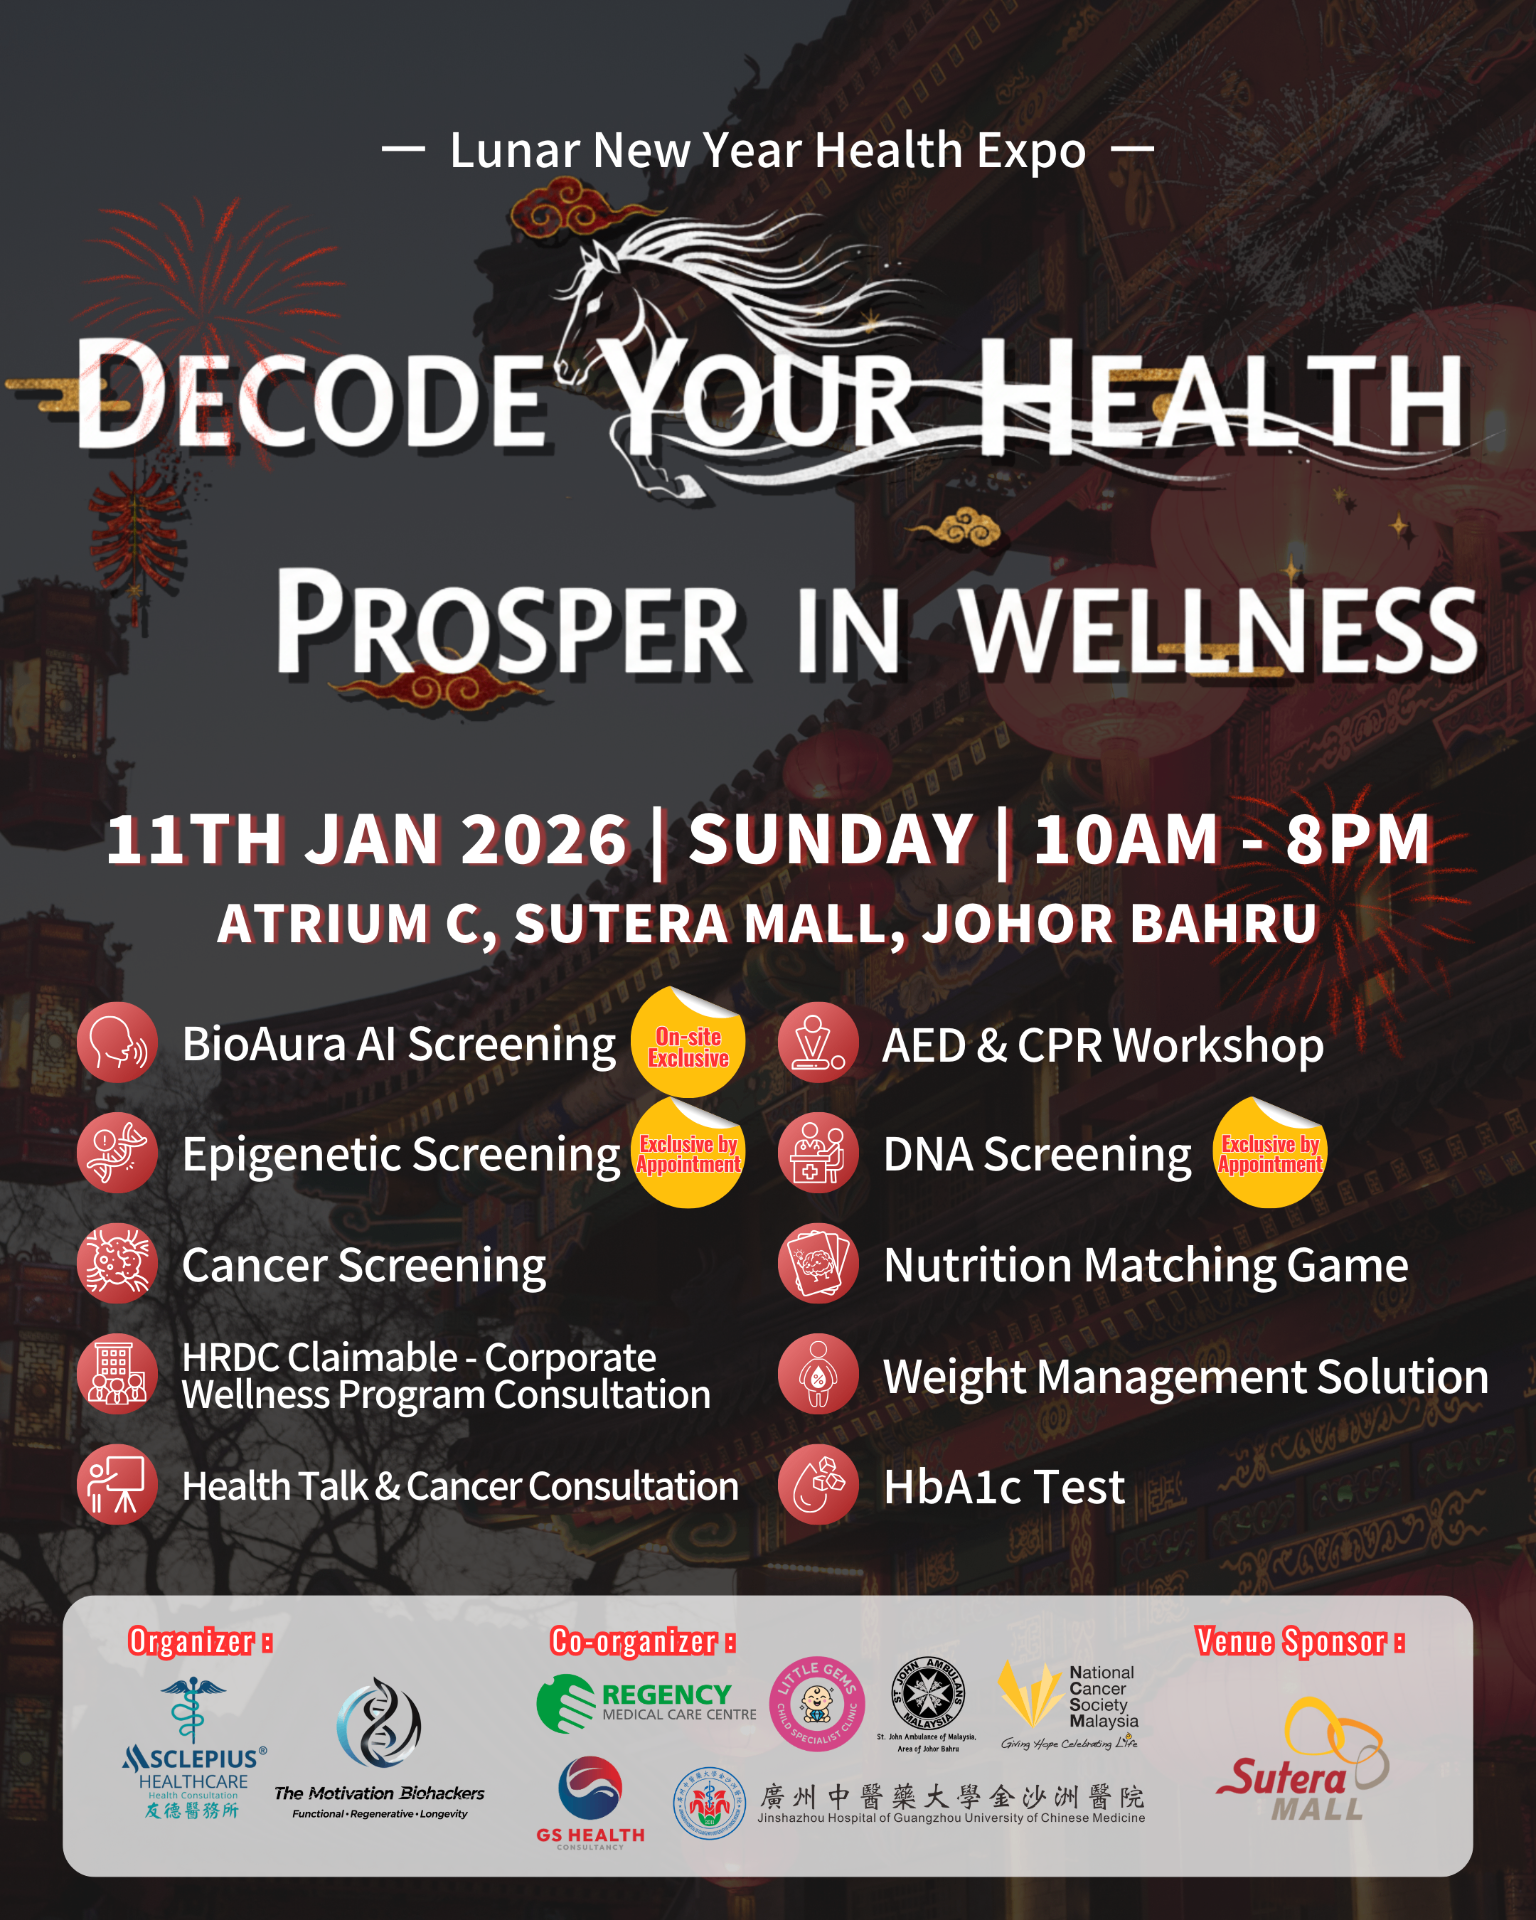 Lunar New Year Health Expo
DECODE YOUR HEALTH
PROSPER IN WELLNESS
11TH JAN 2026 | SUNDAY | 10AM - 8PM
ATRIUM C, SUTERA MALL, JOHOR BAHRU
BioAura AI Screening
On-site
Exclusive
AED & CPR Workshop
Epigenetic Screening
Exclusive by
Appointment
DNA Screening
Exclusive by
Appointment
Cancer Screening
Nutrition Matching Game
HRDC Claimable - Corporate
Wellness Program Consultation
Weight Management Solution
Health Talk & Cancer Consultation
HbA1c Test
Organizer :
ASCLEPIUS®
HEALTHCARE
Health Consultation
友德醫務所
The Motivation Biohackers
Functional • Regenerative • Longevity
Co-organizer :
REGENCY
MEDICAL CARE CENTRE
LITTLE GEMS
CHILD SPECIALIST CLINIC
ST. JOHN AMBULANS
MALAYSIA
St. John Ambulance of Malaysia,
Area of Johor Bahru
National
Cancer
Society
Malaysia
Giving Hope Celebrating Life
GS HEALTH
CONSULTANCY
廣州中醫藥大學金沙洲醫院
Jinshazhou Hospital of Guangzhou University of Chinese Medicine
Venue Sponsor :
Sutera
MALL